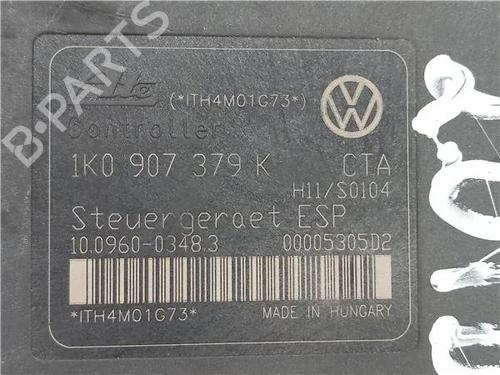 Ate (*ITH4M01G73*)
Controller
1K0 907 379 K CTA
H11/S0104
Steuergeraet ESP
10.0960-0348.3 00005305D2
*ITH4M01G73* MADE IN HUNGARY
B-PARTS